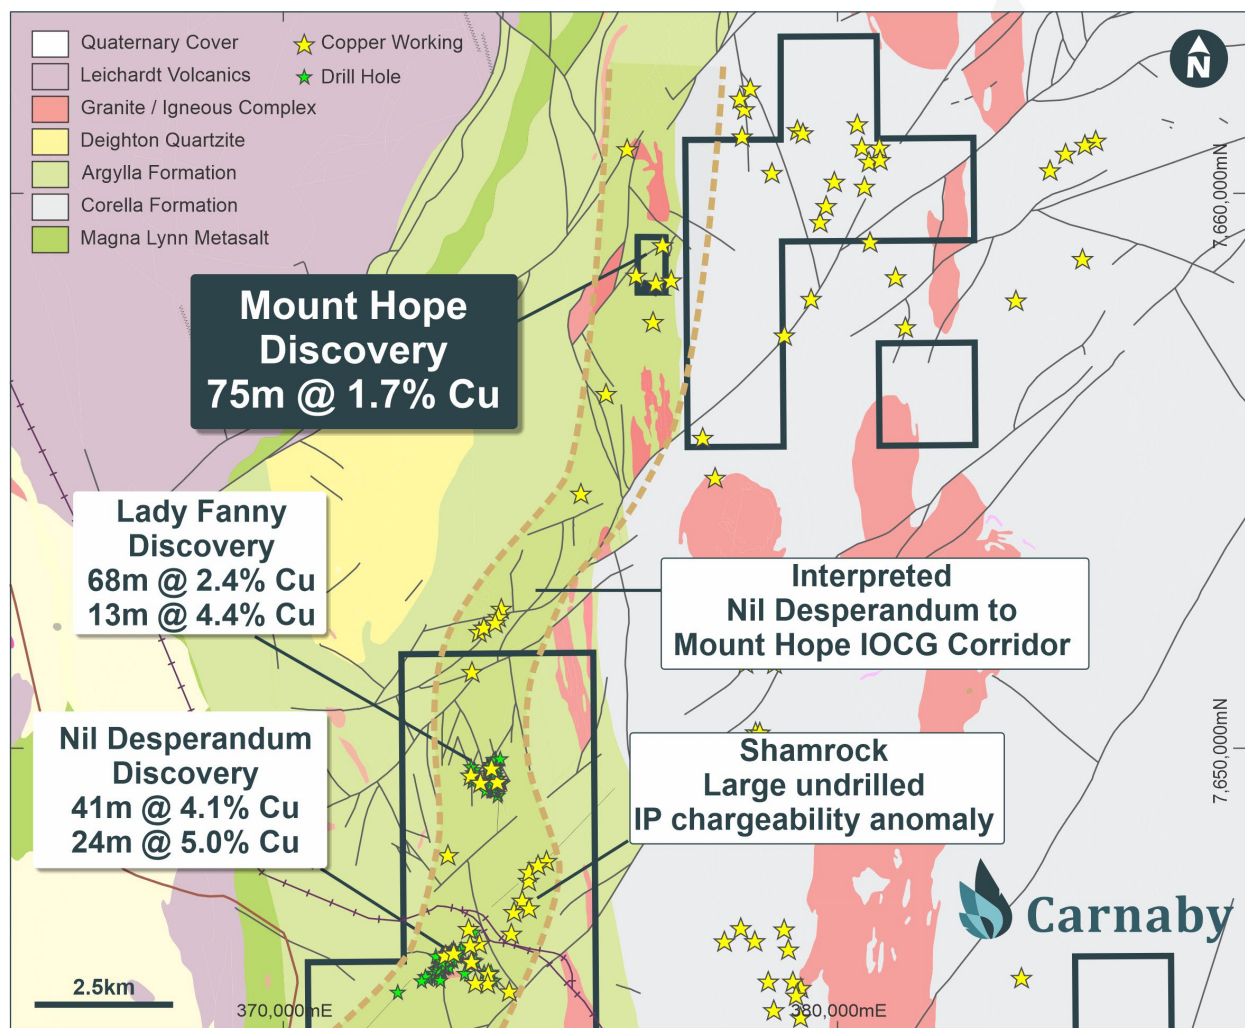 Quaternary Cover
Leichardt Volcanics
Granite / Igneous Complex
Deighton Quartzite
Argylla Formation
Corella Formation
Magna Lynn Metasalt
Copper Working
Drill Hole
N
7,660,000mN
Mount Hope
Discovery
75m @ 1.7% Cu
Lady Fanny
Discovery
68m @ 2.4% Cu
13m @ 4.4% Cu
Interpreted
Nil Desperandum to
Mount Hope IOCG Corridor
Nil Desperandum
Discovery
41m @ 4.1% Cu
24m @ 5.0% Cu
Shamrock
Large undrilled
IP chargeability anomaly
7,650,000mN
Carnaby
2.5km
370,000mE
380,000mE